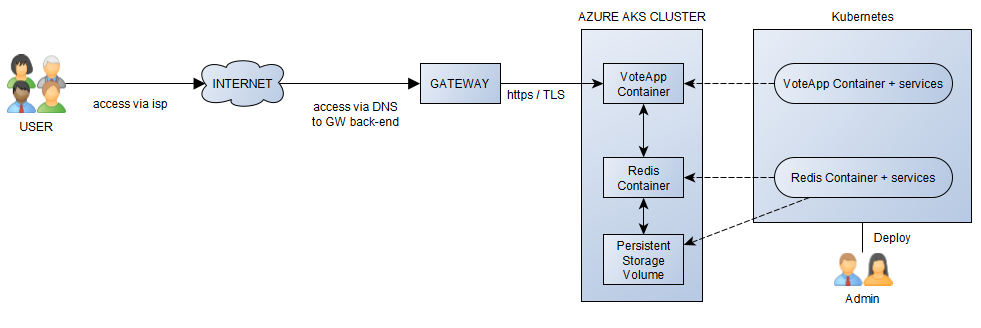 AZURE AKS CLUSTER
Kubernetes
USER
access via isp
INTERNET
access via DNS
to GW back-end
GATEWAY
https / TLS
VoteApp
Container
Redis
Container
Persistent
Storage
Volume
VoteApp Container + services
Redis Container + services
Deploy
Admin